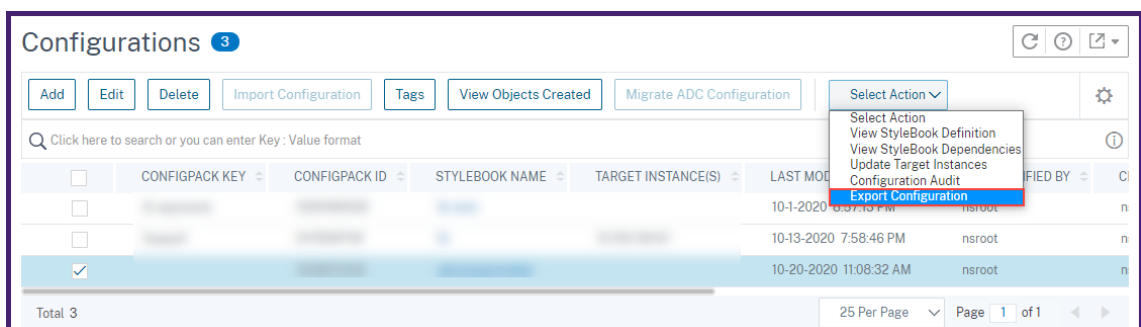 Configurations 3
Add Edit Delete Import Configuration Tags View Objects Created Migrate ADC Configuration Select Action
Select Action
View StyleBook Definition
View StyleBook Dependencies
Update Target Instances
Configuration Audit
Export Configuration
Click here to search or you can enter Key : Value format
CONFIGPACK KEY CONFIGPACK ID STYLEBOOK NAME TARGET INSTANCE(S) LAST MOD IFIED BY
10-1-2020 nsroot
10-13-2020 7:58:46 PM nsroot
10-20-2020 11:08:32 AM nsroot
Total 3 25 Per Page Page 1 of 1